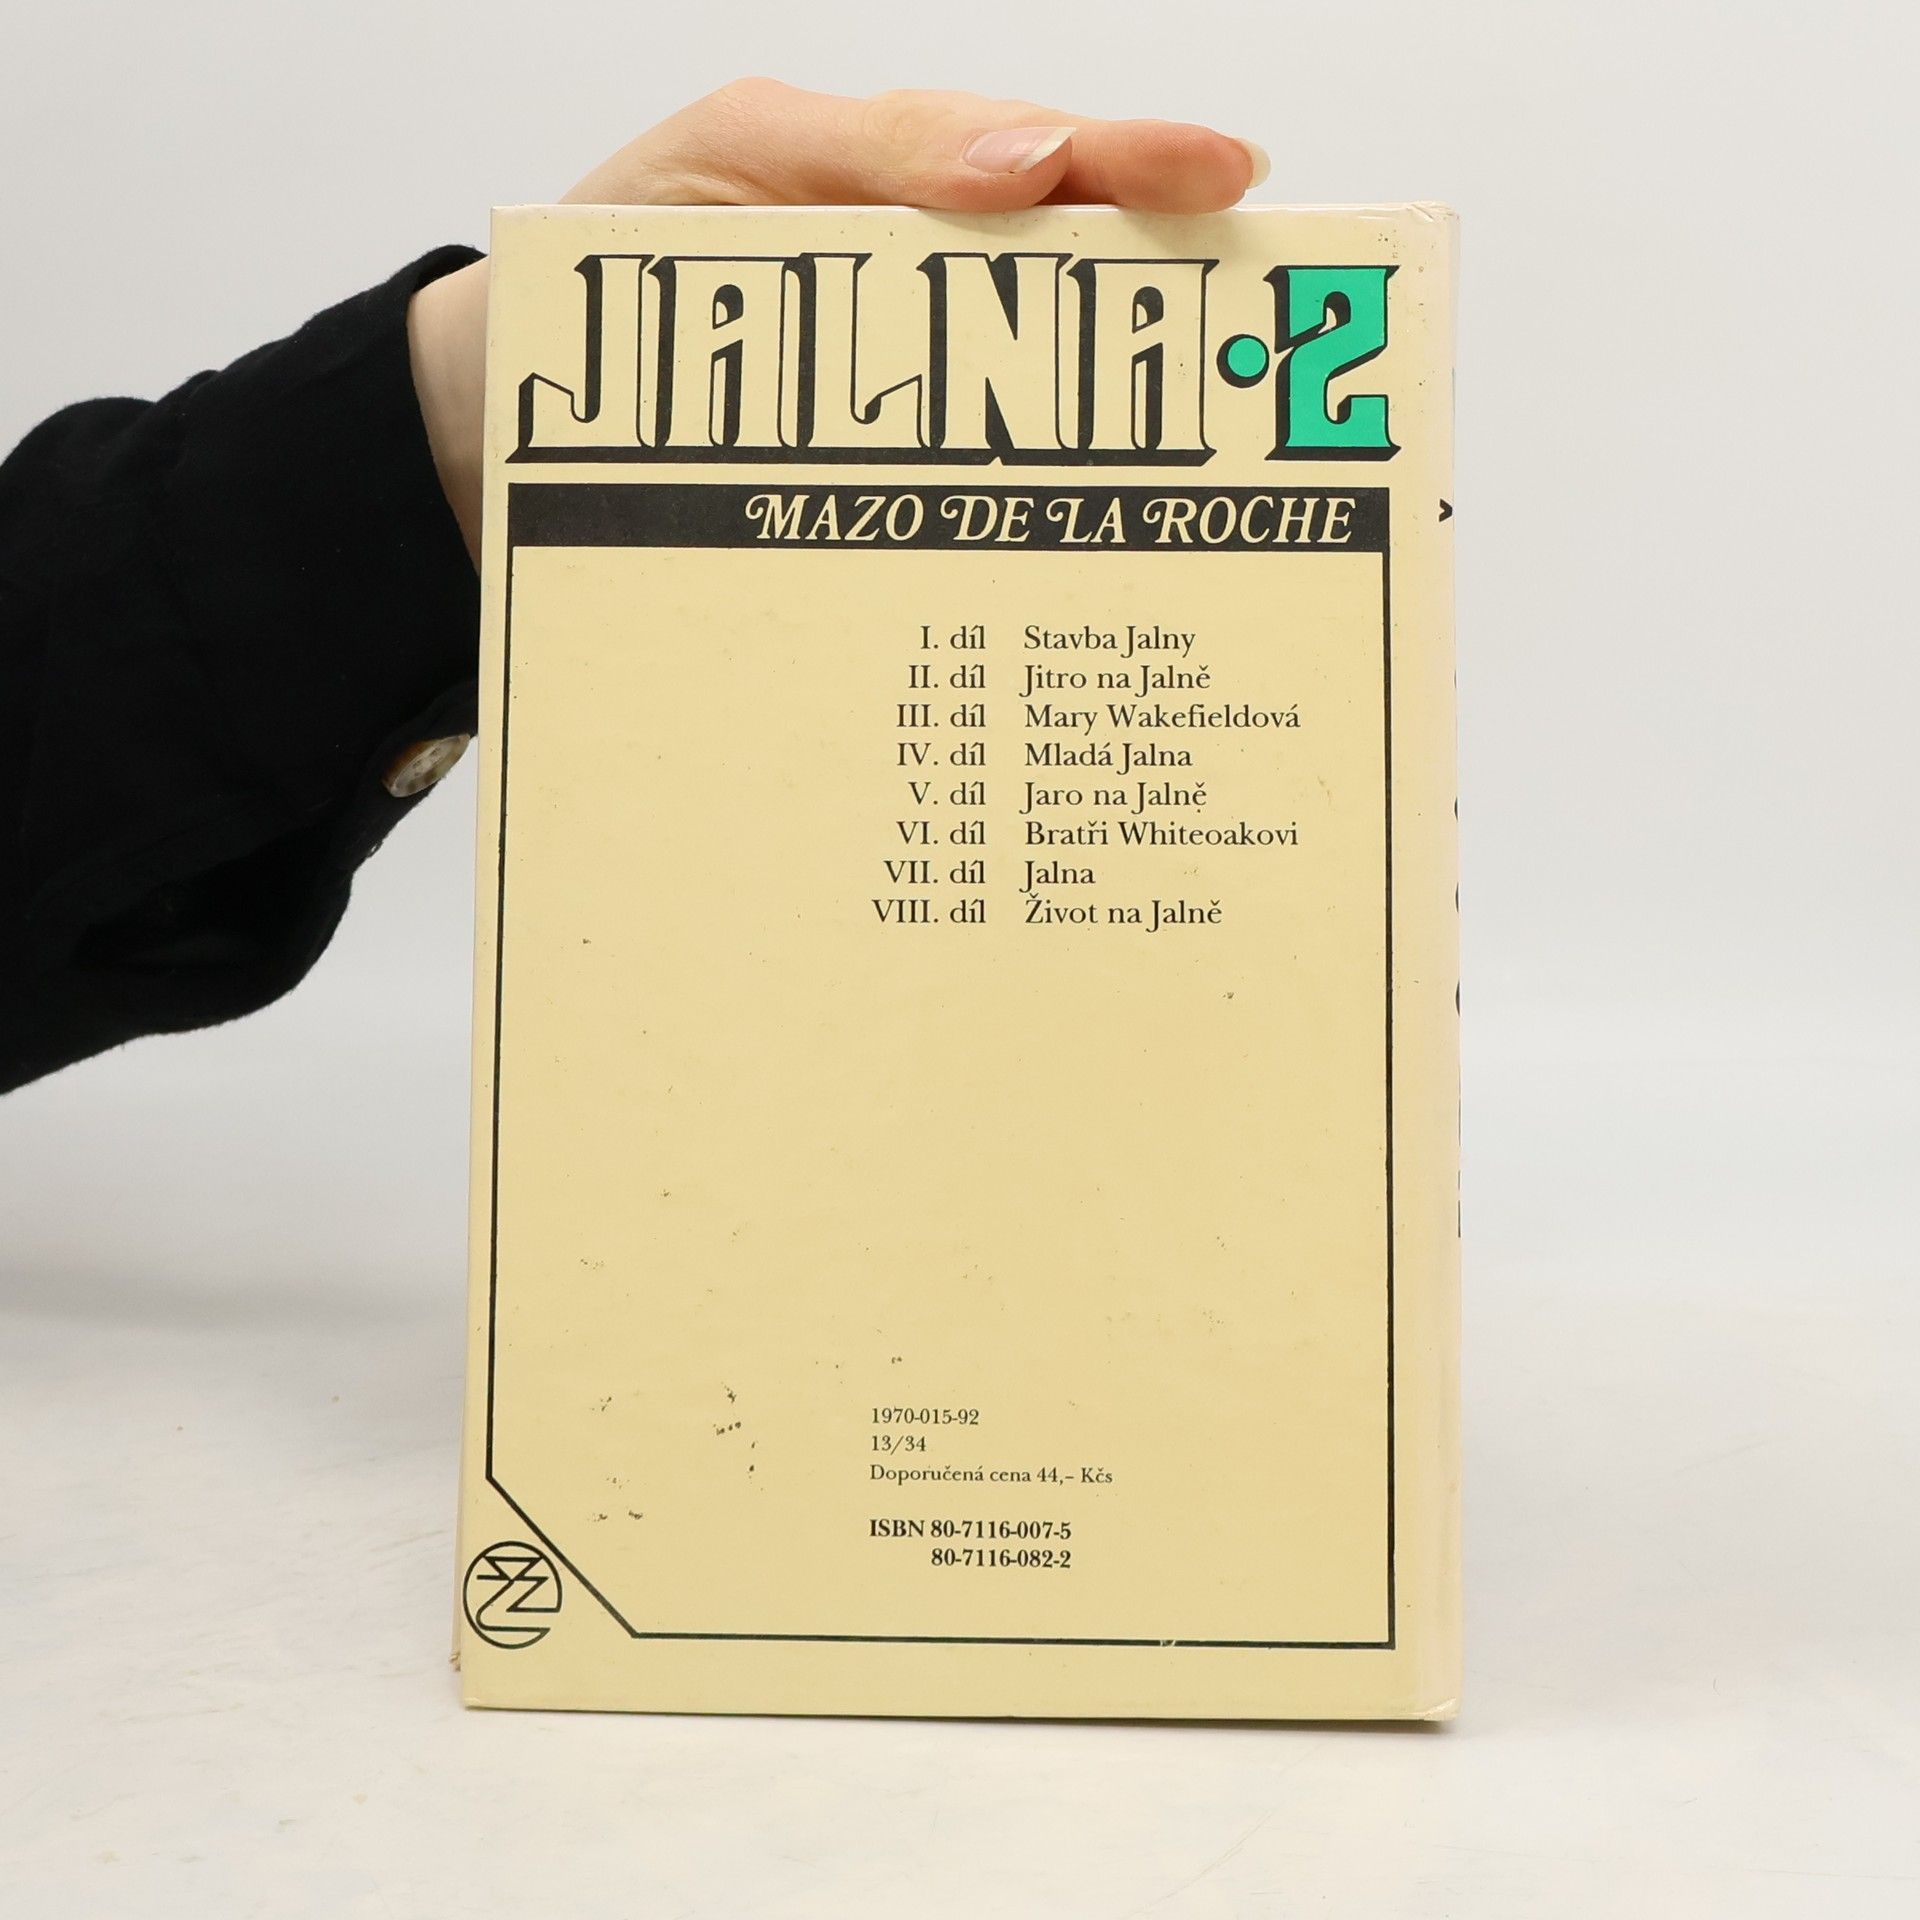 JALNA·2
MAZO DE LA ROCHE
I. díl Stavba Jalny
II. díl Jitro na Jalně
III. díl Mary Wakefieldová
IV. díl Mladá Jalna
V. díl Jaro na Jalně
VI. díl Bratři Whiteoakovi
VII. díl Jalna
VIII. díl Život na Jalně
1970-015-92
13/34
Doporučená cena 44,– Kčs
ISBN 80-7116-007-5
80-7116-082-2